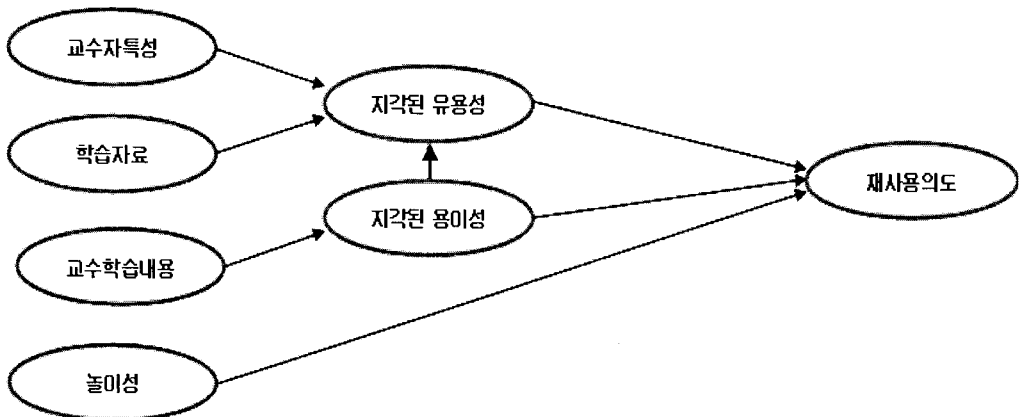 교수자특성
지각된 유용성
학습자료
재사용의도
지각된 용이성
교수학습내용
놀이성